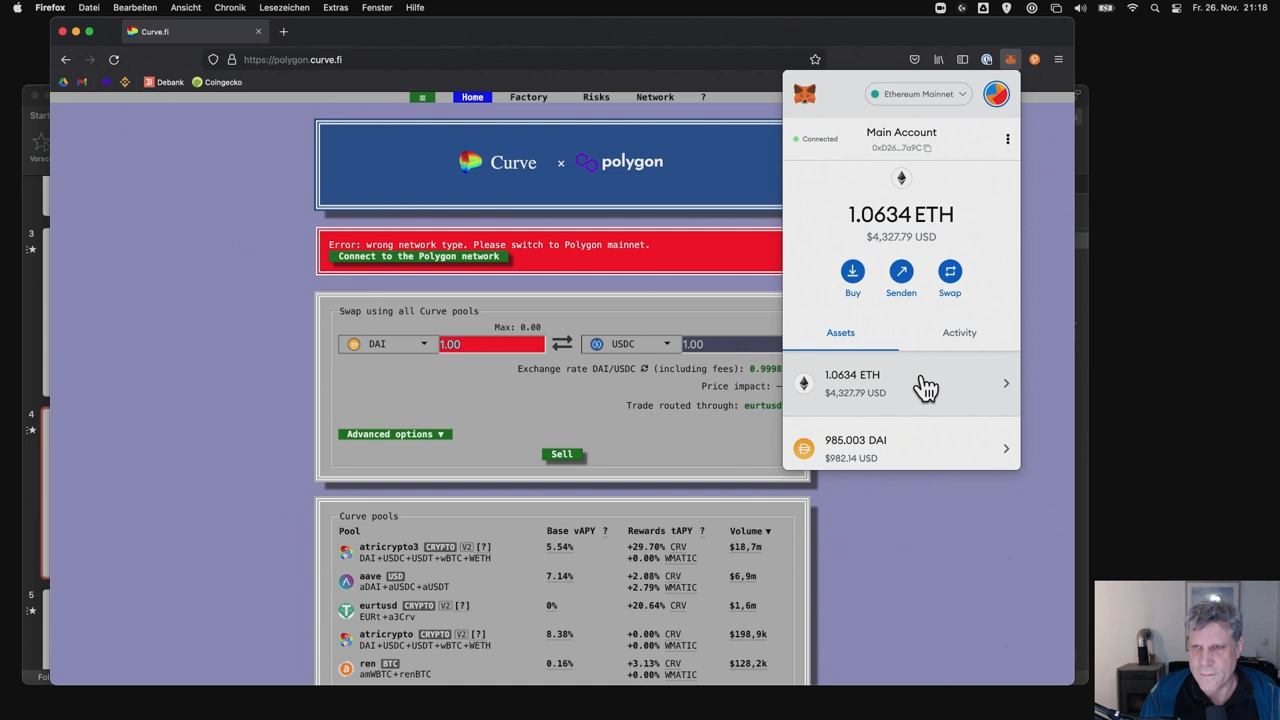 Firefox Datei Bearbeiten Ansicht Chronik Lesezeichen Extras Fenster Hilfe Fr. 26. Nov. 21:18
Curve.fi
https://polygon.curve.fi
Debank Coingecko
≡ Home Factory Risks Network ?
Curve × polygon
Error: wrong network type. Please switch to Polygon mainnet.
Connect to the Polygon network
Swap using all Curve pools
Max: 0.00
DAI 1.00 USDC 1.00
Exchange rate DAI/USDC (including fees): 0.9998
Price impact: –
Trade routed through: eurtusd
Advanced options ▼
Sell
Curve pools
Pool Base vAPY ? Rewards tAPY ? Volume ▼
atricrypto3 CRYPTO V2 [?] 5.54% +29.70% CRV $18,7m
DAI+USDC+USDT+wBTC+WETH +0.00% WMATIC
aave USD 7.14% +2.08% CRV $6,9m
aDAI+aUSDC+aUSDT +2.79% WMATIC
eurtusd CRYPTO V2 [?] 0% +20.64% CRV $1,6m
EURt+a3Crv
atricrypto CRYPTO V2 [?] 8.38% +0.00% CRV $198,9k
DAI+USDC+USDT+wBTC+WETH +0.00% WMATIC
ren BTC 0.16% +3.13% CRV $128,2k
amWBTC+renBTC +0.00% WMATIC
Ethereum Mainnet
Connected
Main Account
0xD26...7a9C
1.0634 ETH
$4,327.79 USD
Buy Senden Swap
Assets Activity
1.0634 ETH
$4,327.79 USD
985.003 DAI
$982.14 USD
Start
Vorsc
3
4
5
Fol